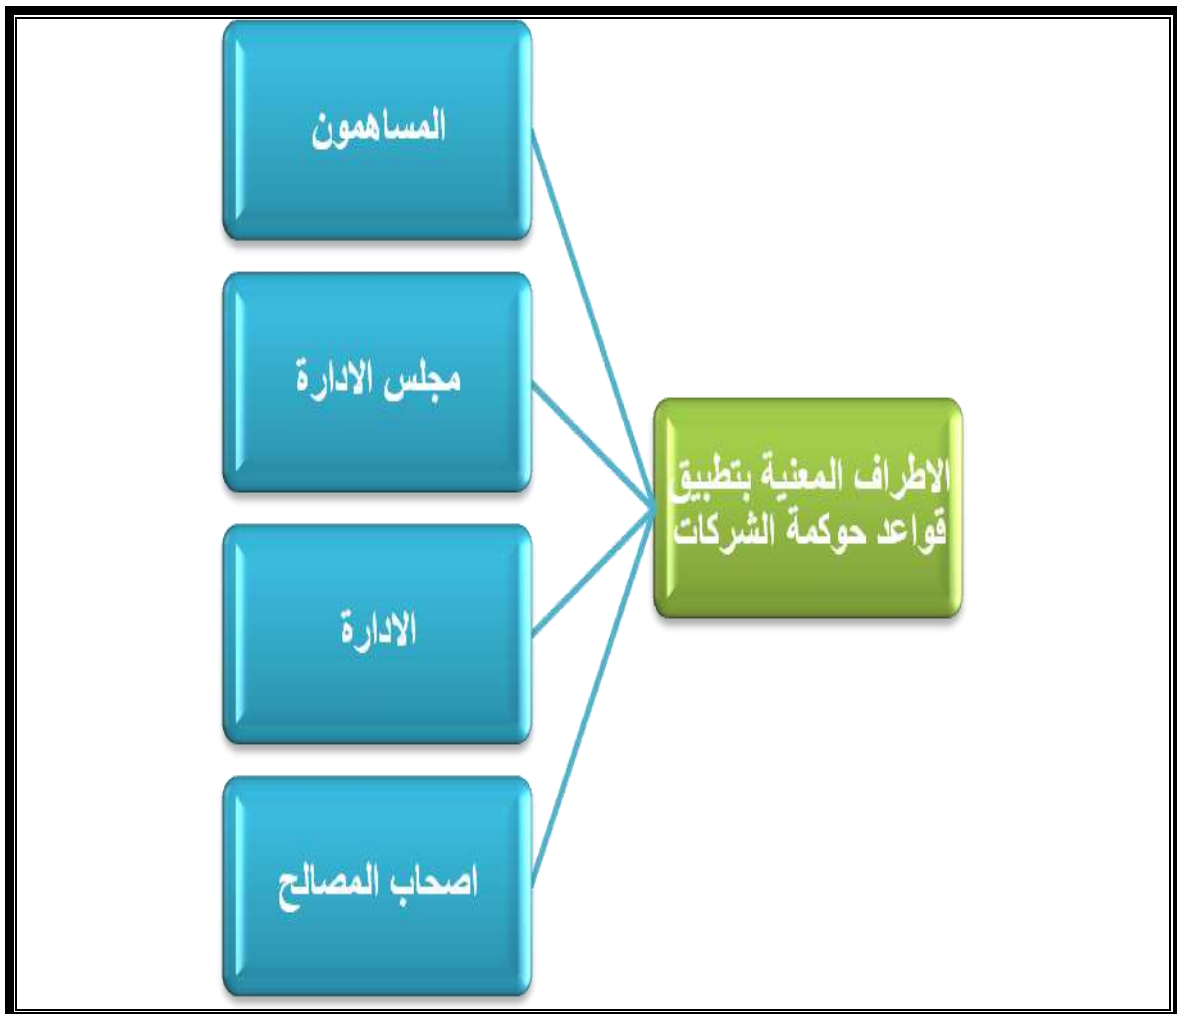 الاطراف المعنية بتطبيق
قواعد حوكمة الشركات
المساهمون
مجلس الادارة
الادارة
اصحاب المصالح